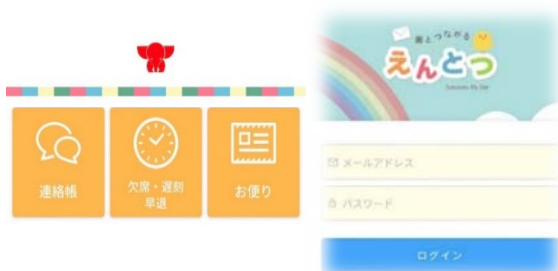 連絡帳
欠席・遅刻
早退
お便り
園とつながる
えんとつ
メールアドレス
パスワード
ログイン